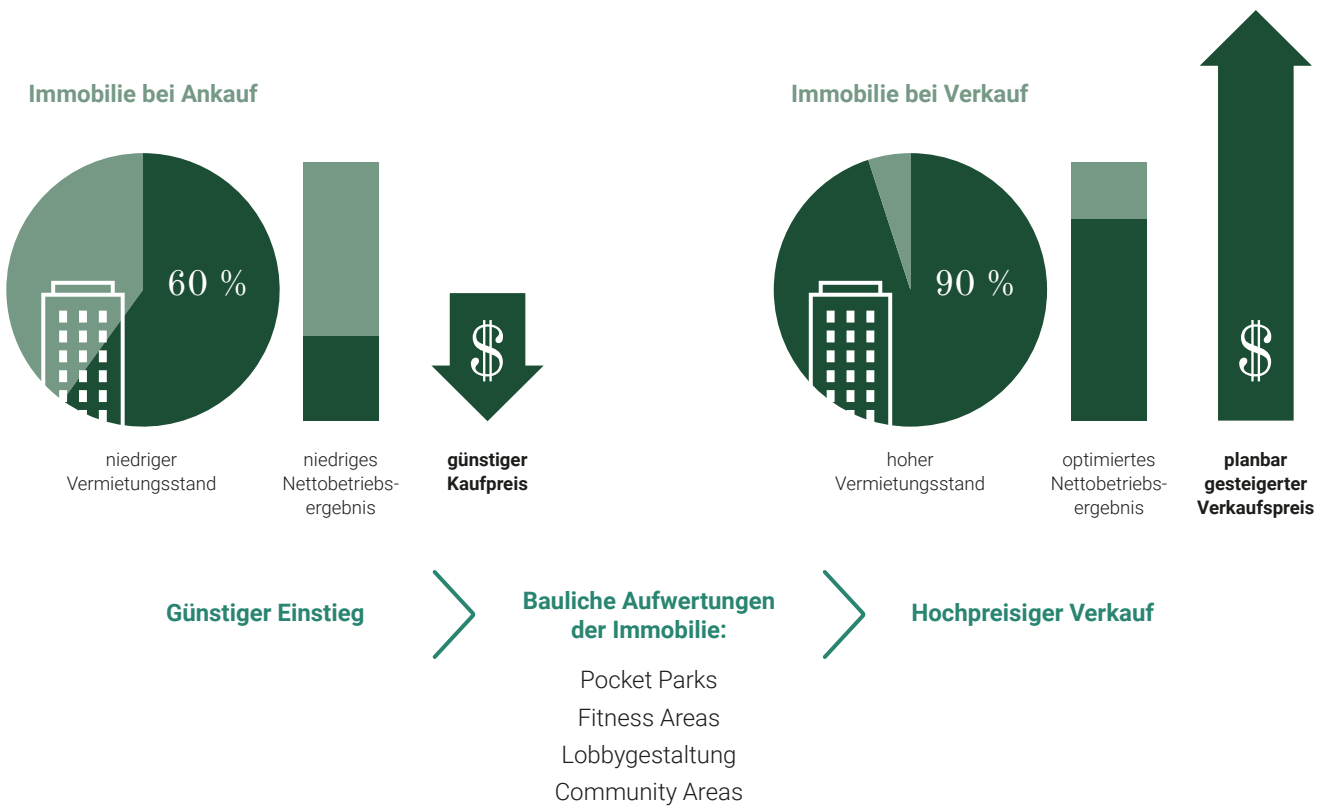 Immobilie bei Ankauf
60 %
$
niedriger
Vermietungsstand
niedriges
Nettobetriebs-
ergebnis
günstiger
Kaufpreis
Immobilie bei Verkauf
90 %
$
hoher
Vermietungsstand
optimiertes
Nettobetriebs-
ergebnis
planbar
gesteigerter
Verkaufspreis
Günstiger Einstieg
Bauliche Aufwertungen
der Immobilie:
Pocket Parks
Fitness Areas
Lobbygestaltung
Community Areas
Hochpreisiger Verkauf